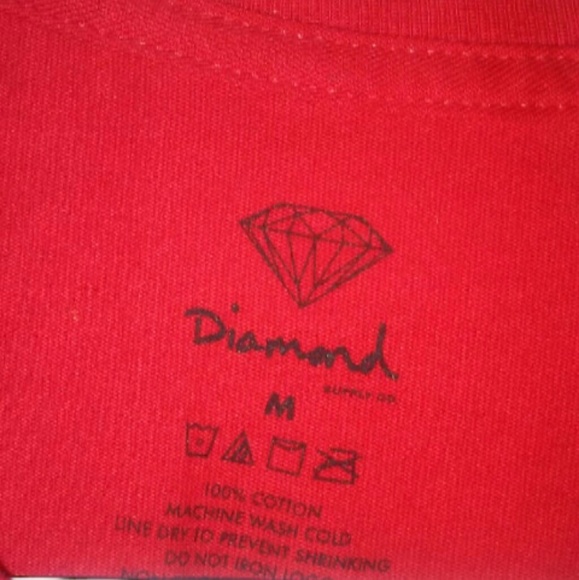 Diamond
SUPPLY CO.
M
100% COTTON
MACHINE WASH COLD
LINE DRY TO PREVENT SHRINKING
DO NOT IRON